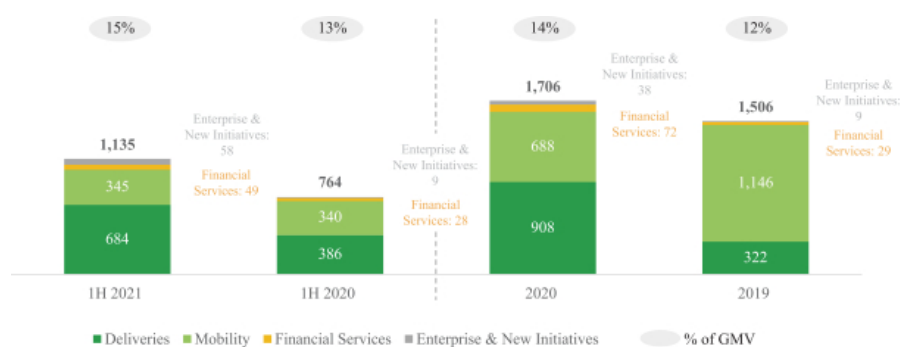 15%
13%
14%
12%
1,135
Enterprise &
New Initiatives:
58
Financial
Services: 49
345
684
764
Enterprise &
New Initiatives:
9
Financial
Services: 28
340
386
1,706
Enterprise &
New Initiatives:
38
Financial
Services: 72
688
908
1,506
Enterprise &
New Initiatives:
9
Financial
Services: 29
1,146
322
1H 2021
1H 2020
2020
2019
Deliveries
Mobility
Financial Services
Enterprise & New Initiatives
% of GMV